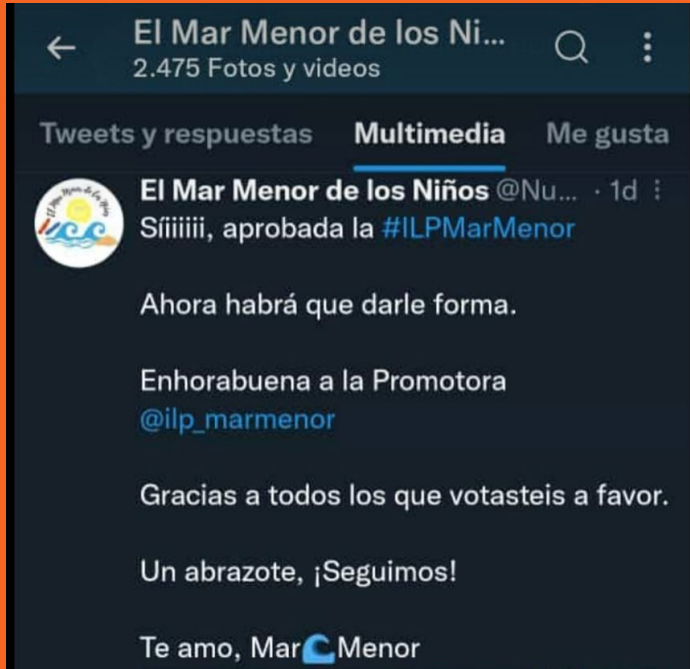 El Mar Menor de los Ni...
2.475 Fotos y videos
Tweets y respuestas Multimedia Me gusta
El Mar Menor de los Niños @Nu... · 1d
Síiiiiii, aprobada la #ILPMarMenor
Ahora habrá que darle forma.
Enhorabuena a la Promotora
@ilp_marmenor
Gracias a todos los que votasteis a favor.
Un abrazote, ¡Seguimos!
Te amo, Mar🌊Menor